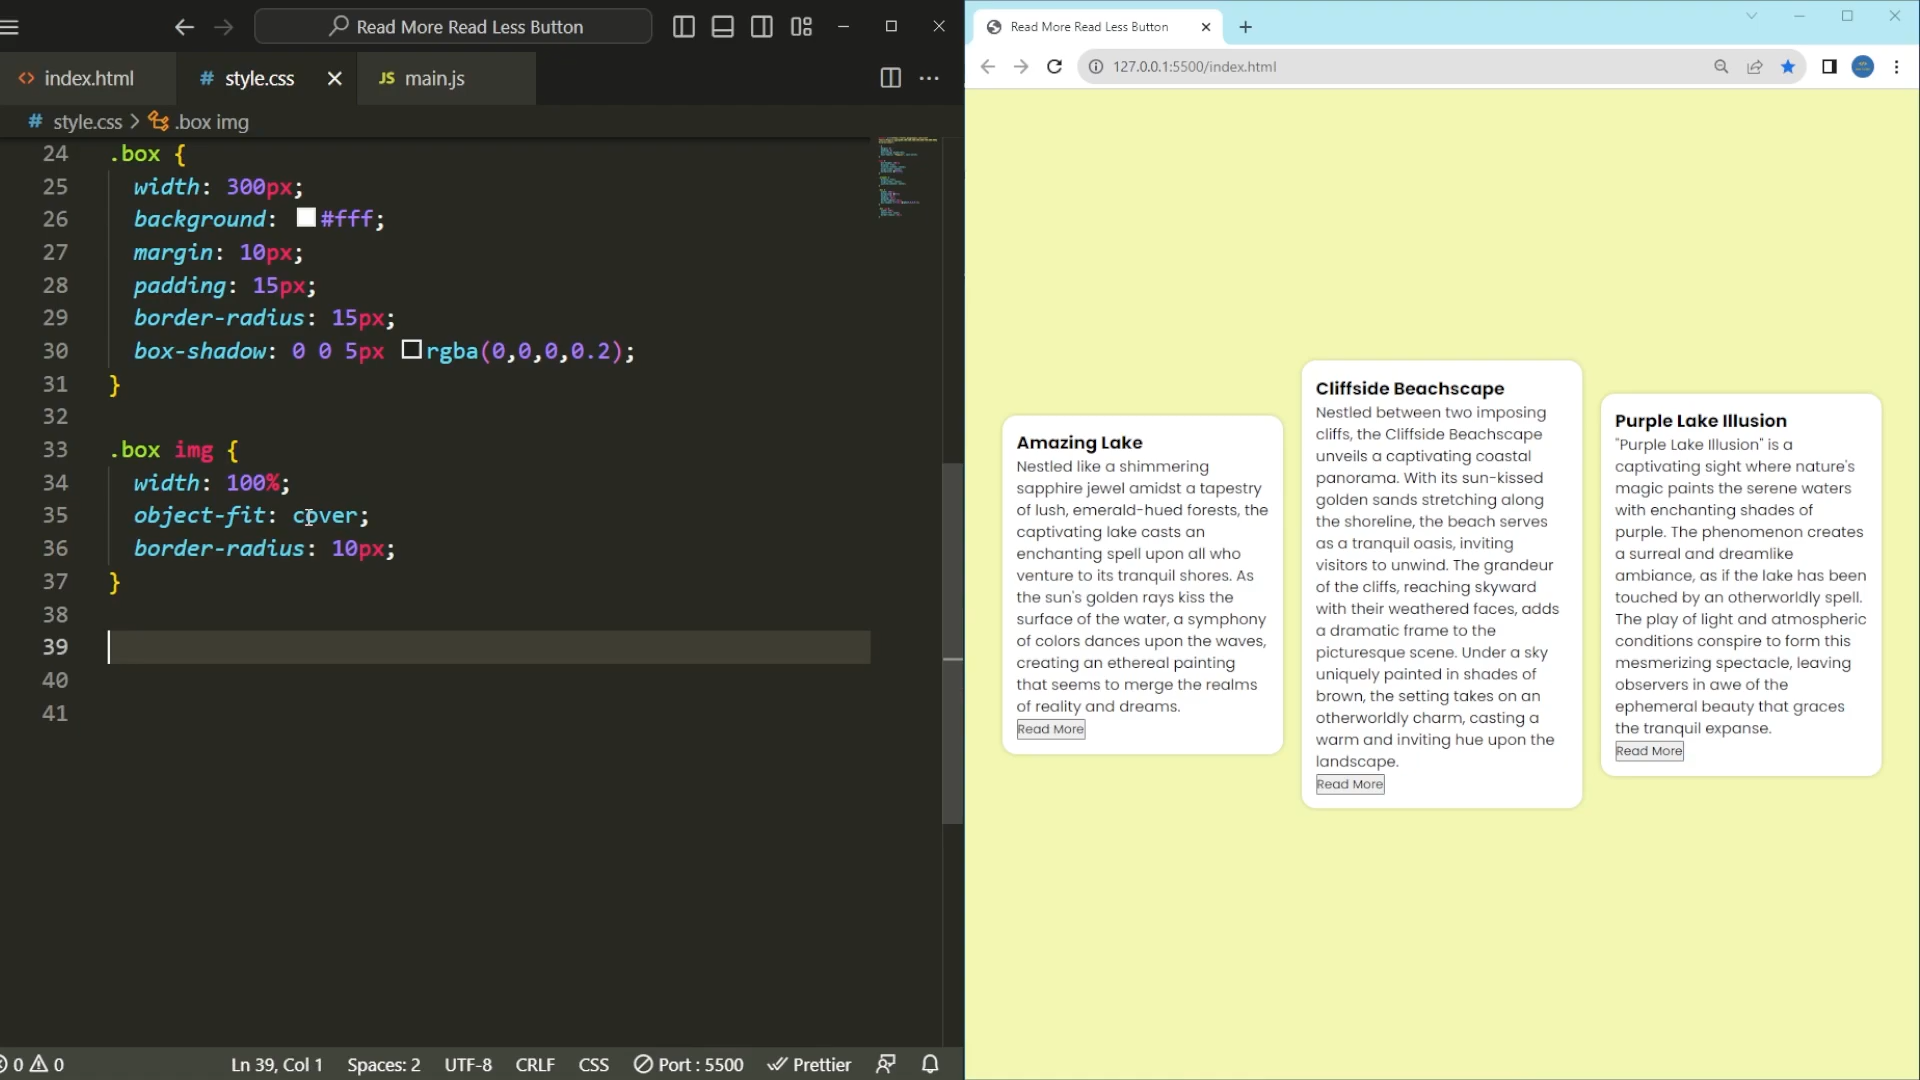 Read More Read Less Button
index.html
# style.css
JS main.js
# style.css > .box img
24 .box {
25 width: 300px;
26 background: #fff;
27 margin: 10px;
28 padding: 15px;
29 border-radius: 15px;
30 box-shadow: 0 0 5px rgba(0,0,0,0.2);
31 }
32
33 .box img {
34 width: 100%;
35 object-fit: cover;
36 border-radius: 10px;
37 }
38
39
40
41
0 0
Ln 39, Col 1
Spaces: 2
UTF-8
CRLF
CSS
Port : 5500
Prettier
Read More Read Less Button
127.0.0.1:5500/index.html
Amazing Lake
Nestled like a shimmering
sapphire jewel amidst a tapestry
of lush, emerald-hued forests, the
captivating lake casts an
enchanting spell upon all who
venture to its tranquil shores. As
the sun's golden rays kiss the
surface of the water, a symphony
of colors dances upon the waves,
creating an ethereal painting
that seems to merge the realms
of reality and dreams.
Read More
Cliffside Beachscape
Nestled between two imposing
cliffs, the Cliffside Beachscape
unveils a captivating coastal
panorama. With its sun-kissed
golden sands stretching along
the shoreline, the beach serves
as a tranquil oasis, inviting
visitors to unwind. The grandeur
of the cliffs, reaching skyward
with their weathered faces, adds
a dramatic frame to the
picturesque scene. Under a sky
uniquely painted in shades of
brown, the setting takes on an
otherworldly charm, casting a
warm and inviting hue upon the
landscape.
Read More
Purple Lake Illusion
"Purple Lake Illusion" is a
captivating sight where nature's
magic paints the serene waters
with enchanting shades of
purple. The phenomenon creates
a surreal and dreamlike
ambiance, as if the lake has been
touched by an otherworldly spell.
The play of light and atmospheric
conditions conspire to form this
mesmerizing spectacle, leaving
observers in awe of the
ephemeral beauty that graces
the tranquil expanse.
Read More